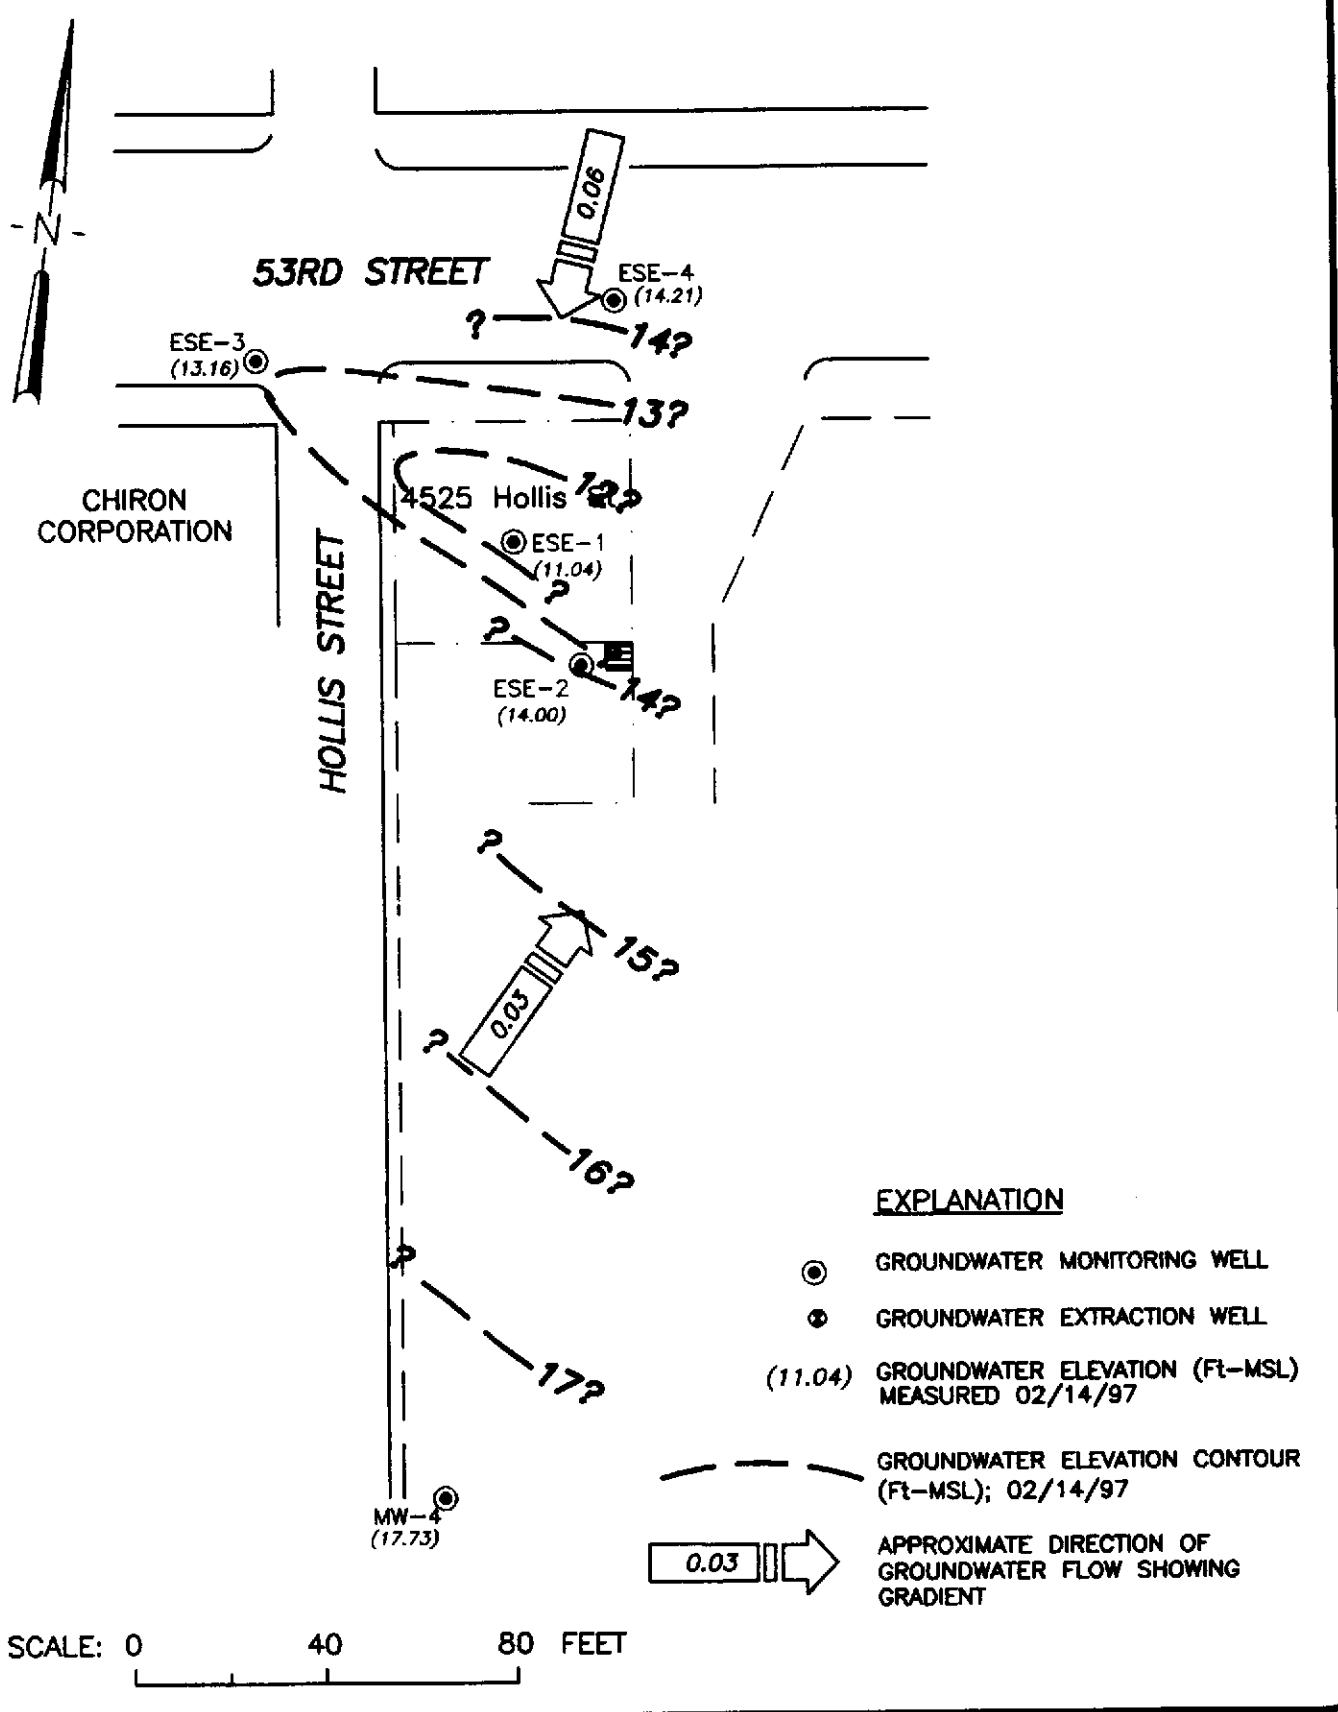 0.06
- N -
53RD STREET
ESE-4
(14.21)
? 14?
ESE-3
(13.16)
13?
CHIRON
CORPORATION
4525 Hollis
ESE-1
(11.04)
?
HOLLIS STREET
? 14?
ESE-2
(14.00)
?
15?
0.03
?
16?
?
17?
MW-4
(17.73)
EXPLANATION
GROUNDWATER MONITORING WELL
GROUNDWATER EXTRACTION WELL
(11.04) GROUNDWATER ELEVATION (Ft-MSL)
MEASURED 02/14/97
GROUNDWATER ELEVATION CONTOUR
(Ft-MSL); 02/14/97
0.03
APPROXIMATE DIRECTION OF
GROUNDWATER FLOW SHOWING
GRADIENT
SCALE: 0 40 80 FEET